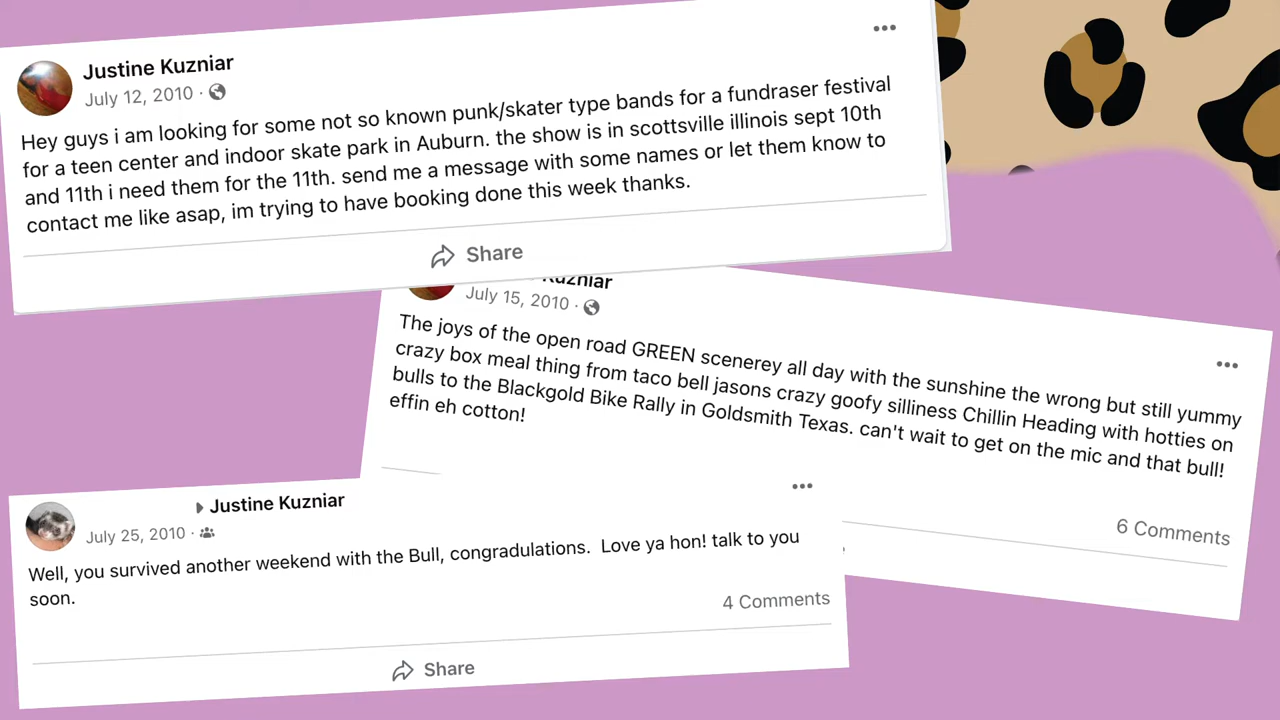 Justine Kuzniar
July 12, 2010 ·
Hey guys i am looking for some not so known punk/skater type bands for a fundraser festival
for a teen center and indoor skate park in Auburn. the show is in scottsville illinois sept 10th
and 11th i need them for the 11th. send me a message with some names or let them know to
contact me like asap, im trying to have booking done this week thanks.
Share
Kuzniar
July 15, 2010 ·
The joys of the open road GREEN scenerey all day with the sunshine the wrong but still yummy
crazy box meal thing from taco bell jasons crazy goofy silliness Chillin Heading with hotties on
bulls to the Blackgold Bike Rally in Goldsmith Texas. can't wait to get on the mic and that bull!
effin eh cotton!
6 Comments
Justine Kuzniar
July 25, 2010 ·
Well, you survived another weekend with the Bull, congradulations.  Love ya hon! talk to you
soon.
4 Comments
Share